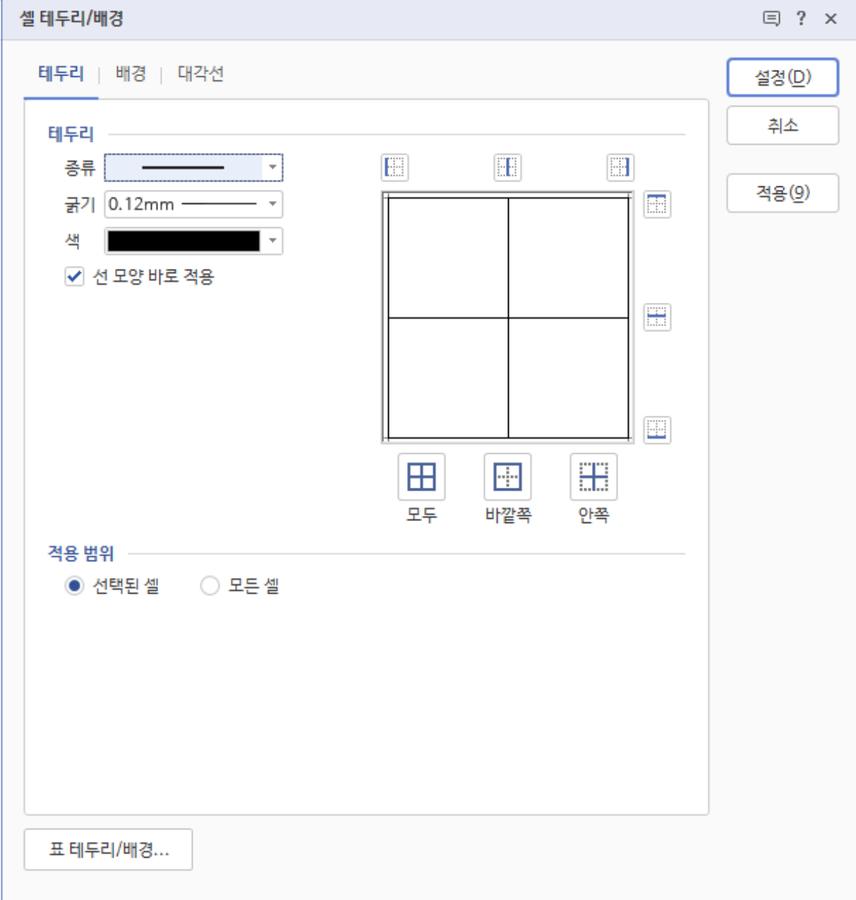 셀 테두리/배경
테두리 배경 대각선
설정(D)
취소
적용(9)
테두리
종류
굵기 0.12mm
색
선 모양 바로 적용
모두 바깥쪽 안쪽
적용 범위
선택된 셀 모든 셀
표 테두리/배경...